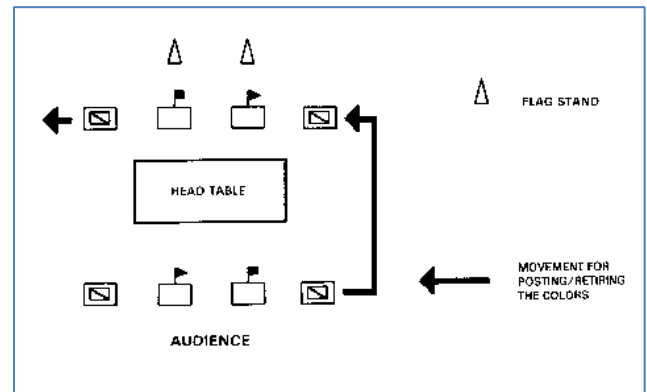 FLAG STAND
HEAD TABLE
MOVEMENT FOR
POSTING/RETIRING
THE COLORS
AUDIENCE